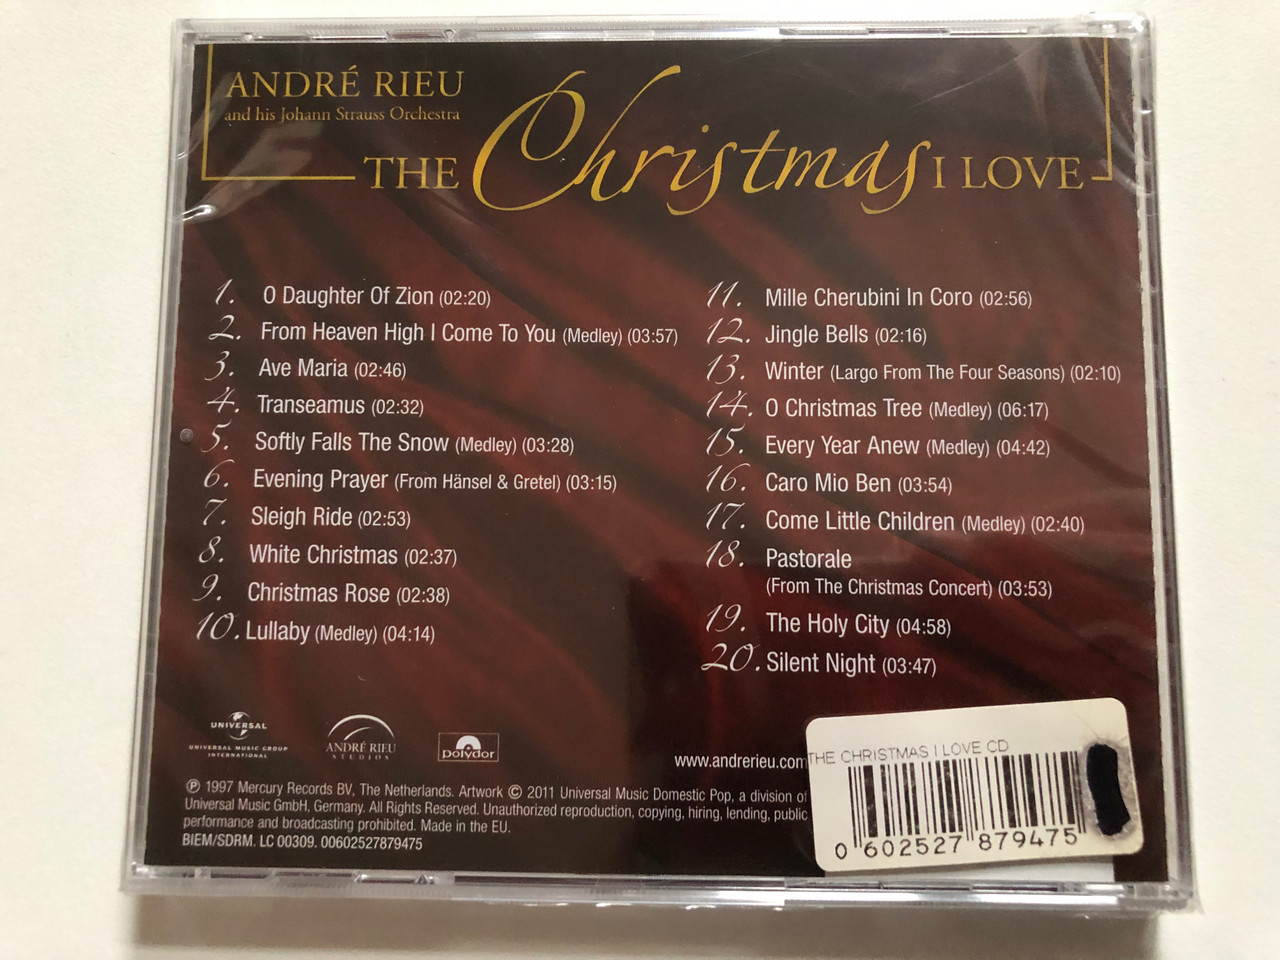 ANDRÉ RIEU
and his Johann Strauss Orchestra
THE Christmas I LOVE
1. O Daughter Of Zion (02:20)
2. From Heaven High I Come To You (Medley) (03:57)
3. Ave Maria (02:46)
4. Transeamus (02:32)
5. Softly Falls The Snow (Medley) (03:28)
6. Evening Prayer (From Hänsel & Gretel) (03:15)
7. Sleigh Ride (02:53)
8. White Christmas (02:37)
9. Christmas Rose (02:38)
10. Lullaby (Medley) (04:14)
11. Mille Cherubini In Coro (02:56)
12. Jingle Bells (02:16)
13. Winter (Largo From The Four Seasons) (02:10)
14. O Christmas Tree (Medley) (06:17)
15. Every Year Anew (Medley) (04:42)
16. Caro Mio Ben (03:54)
17. Come Little Children (Medley) (02:40)
18. Pastorale
(From The Christmas Concert) (03:53)
19. The Holy City (04:58)
20. Silent Night (03:47)
UNIVERSAL
UNIVERSAL MUSIC GROUP
INTERNATIONAL
ANDRÉ RIEU
STUDIOS
polydor
www.andrerieu.com
℗ 1997 Mercury Records BV, The Netherlands. Artwork © 2011 Universal Music Domestic Pop, a division of
Universal Music GmbH, Germany. All Rights Reserved. Unauthorized reproduction, copying, hiring, lending, public
performance and broadcasting prohibited. Made in the EU.
BIEM/SDRM. LC 00309. 00602527879475
THE CHRISTMAS I LOVE CD
0 602527 879475